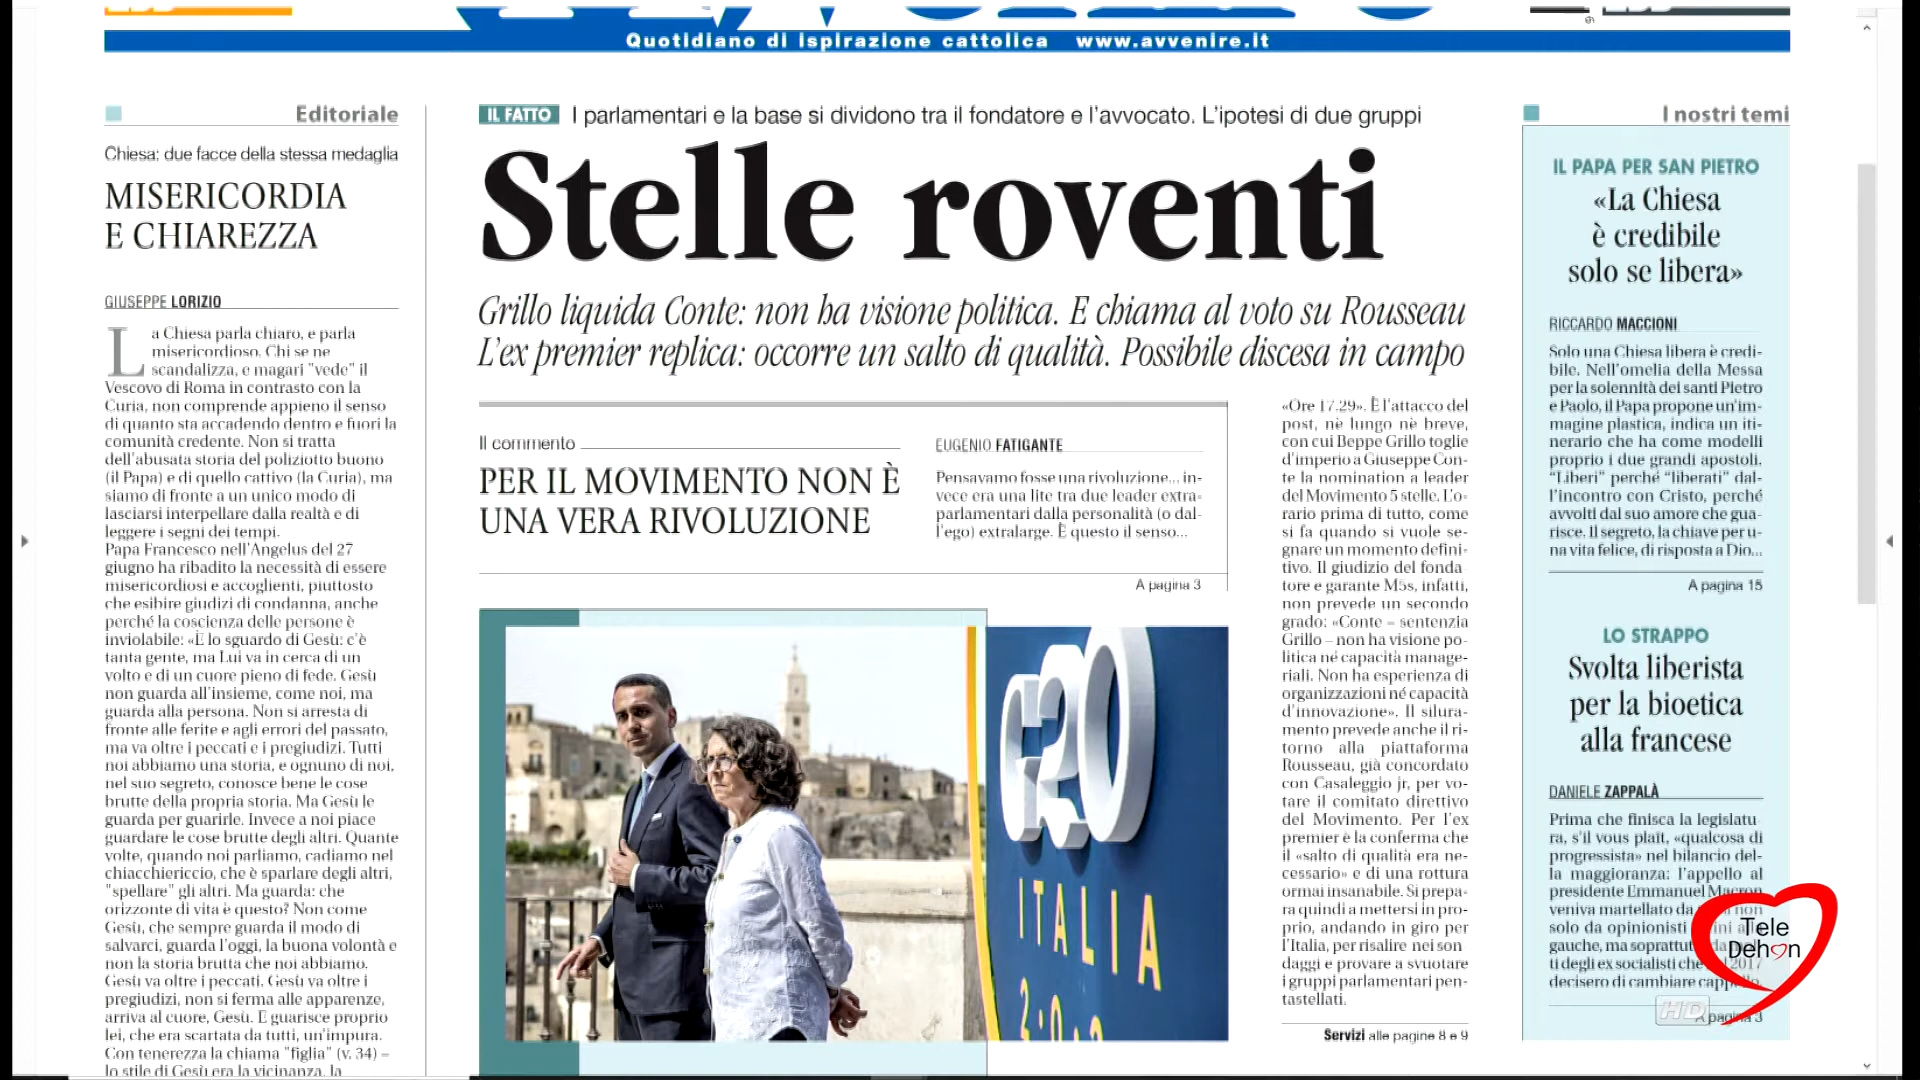 Quotidiano di ispirazione cattolica www.avvenire.it
Editoriale
Chiesa: due facce della stessa medaglia
MISERICORDIA
E CHIAREZZA
GIUSEPPE LORIZIO
La Chiesa parla chiaro, e parla
misericordioso. Chi se ne
scandalizza, e magari "vede" il
Vescovo di Roma in contrasto con la
Curia, non comprende appieno il senso
di quanto sta accadendo dentro e fuori la
comunità credente. Non si tratta
dell'abusata storia del poliziotto buono
(il Papa) e di quello cattivo (la Curia), ma
siamo di fronte a un unico modo di
lasciarsi interpellare dalla realtà e di
leggere i segni dei tempi.
Papa Francesco nell'Angelus del 27
giugno ha ribadito la necessità di essere
misericordiosi e accoglienti, piuttosto
che esibire giudizi di condanna, anche
perché la coscienza delle persone è
inviolabile: «È lo sguardo di Gesù: c'è
tanta gente, ma Lui va in cerca di un
volto e di un cuore pieno di fede. Gesù
non guarda all'insieme, come noi, ma
guarda alla persona. Non si arresta di
fronte alle ferite e agli errori del passato,
ma va oltre i peccati e i pregiudizi. Tutti
noi abbiamo una storia, e ognuno di noi,
nel suo segreto, conosce bene le cose
brutte della propria storia. Ma Gesù le
guarda per guarirle. Invece a noi piace
guardare le cose brutte degli altri. Quante
volte, quando noi parliamo, cadiamo nel
chiacchiericcio, che è sparlare degli altri,
"spellare" gli altri. Ma guarda: che
orizzonte di vita è questo? Non come
Gesù, che sempre guarda il modo di
salvarci, guarda l'oggi, la buona volontà e
non la storia brutta che noi abbiamo.
Gesù va oltre i peccati. Gesù va oltre i
pregiudizi, non si ferma alle apparenze,
arriva al cuore, Gesù. E guarisce proprio
lei, che era scartata da tutti, un'impura.
Con tenerezza la chiama "figlia" (v. 34) –
lo stile di Gesù era la vicinanza, la
IL FATTO I parlamentari e la base si dividono tra il fondatore e l'avvocato. L'ipotesi di due gruppi
Stelle roventi
Grillo liquida Conte: non ha visione politica. E chiama al voto su Rousseau
L'ex premier replica: occorre un salto di qualità. Possibile discesa in campo
Il commento
PER IL MOVIMENTO NON È
UNA VERA RIVOLUZIONE
EUGENIO FATIGANTE
Pensavamo fosse una rivoluzione... in-
vece era una lite tra due leader extra-
parlamentari dalla personalità (o dal-
l'ego) extralarge. È questo il senso...
A pagina 3
G20
ITALIA
2.0.2
«Ore 17.29». È l'attacco del
post, né lungo né breve,
con cui Beppe Grillo toglie
d'imperio a Giuseppe Con-
te la nomination a leader
del Movimento 5 stelle. L'o-
rario prima di tutto, come
si fa quando si vuole se-
gnare un momento defini-
tivo. Il giudizio del fonda
tore e garante M5s, infatti,
non prevede un secondo
grado: «Conte – sentenzia
Grillo – non ha visione po-
litica né capacità manage-
riali. Non ha esperienza di
organizzazioni né capacità
d'innovazione». Il silura-
mento prevede anche il ri-
torno alla piattaforma
Rousseau, già concordato
con Casaleggio jr, per vo-
tare il comitato direttivo
del Movimento. Per l'ex
premier è la conferma che
il «salto di qualità era ne-
cessario» e di una rottura
ormai insanabile. Si prepa-
ra quindi a mettersi in pro-
prio, andando in giro per
l'Italia, per risalire nei son
daggi e provare a svuotare
i gruppi parlamentari pen-
tastellati.
Servizi alle pagine 8 e 9
I nostri temi
IL PAPA PER SAN PIETRO
«La Chiesa
è credibile
solo se libera»
RICCARDO MACCIONI
Solo una Chiesa libera è credi-
bile. Nell'omelia della Messa
per la solennità dei santi Pietro
e Paolo, il Papa propone un'im-
magine plastica, indica un iti-
nerario che ha come modelli
proprio i due grandi apostoli.
"Liberi" perché "liberati" dal-
l'incontro con Cristo, perché
avvolti dal suo amore che gua-
risce. Il segreto, la chiave per u-
na vita felice, di risposta a Dio...
A pagina 15
LO STRAPPO
Svolta liberista
per la bioetica
alla francese
DANIELE ZAPPALÀ
Prima che finisca la legislatu-
ra, s'il vous plaît, «qualcosa di
progressista» nel bilancio del-
la maggioranza: l'appello al
presidente Emmanuel Macron
veniva martellato da non
solo da opinionisti
gauche, ma soprattutto
ti degli ex socialisti che 2017
decisero di cambiare
A pagina 3
Tele
Dehon
HD